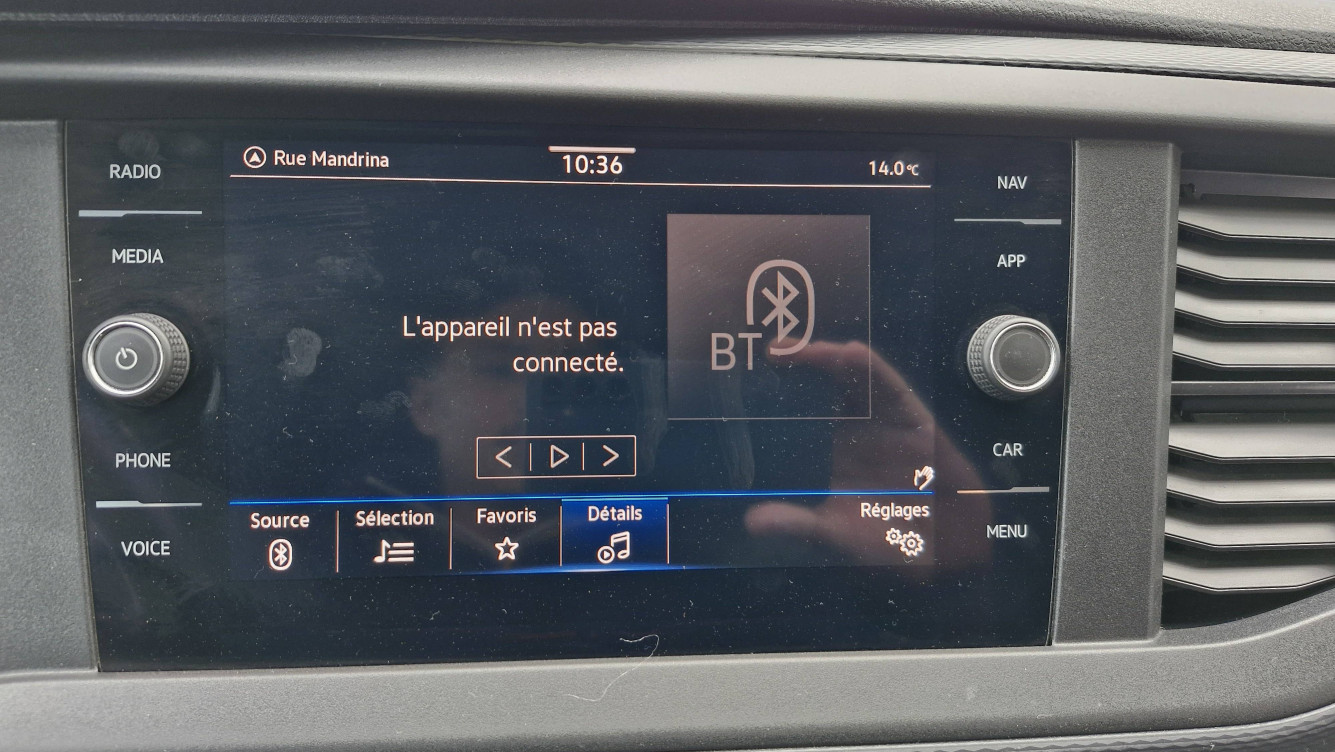 RADIO
MEDIA
PHONE
VOICE
Rue Mandrina
10:36
14.0°C
L'appareil n'est pas
connecté.
BT
Source
Sélection
Favoris
Détails
Réglages
NAV
APP
CAR
MENU